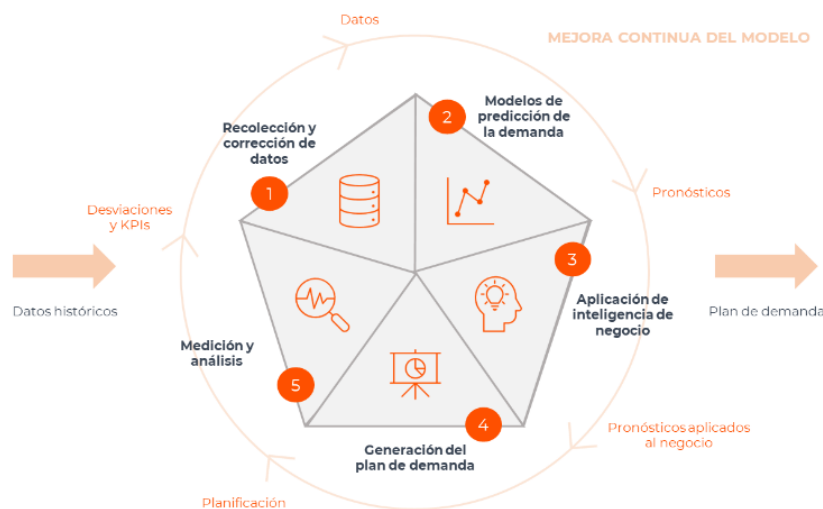 Datos
MEJORA CONTINUA DEL MODELO
2
Modelos de
predicción de
la demanda
Recolección y
corrección de
datos
1
Desviaciones
y KPIs
Pronósticos
3
Datos históricos
Aplicación de
inteligencia de
negocio
Plan de demanda
Medición y
análisis
5
4
Pronósticos aplicados
al negocio
Generación del
plan de demanda
Planificación